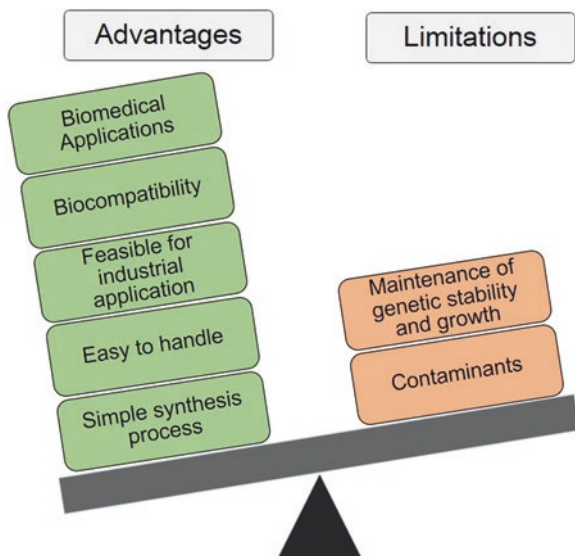 Advantages
Limitations
Biomedical
Applications
Biocompatibility
Feasible for
industrial
application
Easy to handle
Simple synthesis
process
Maintenance of
genetic stability
and growth
Contaminants